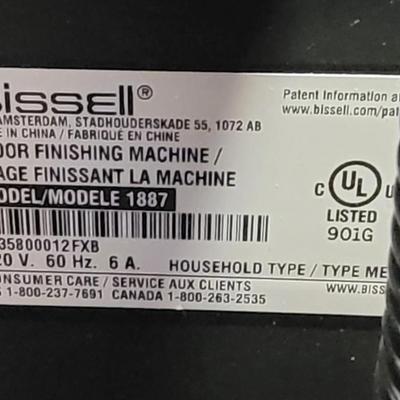 BISSELL®
AMSTERDAM, STADHOUDERSKADE 55, 1072 AB
E IN CHINA / FABRIQUÉ EN CHINE
OOR FINISHING MACHINE /
AGE FINISSANT LA MACHINE
ODEL/MODELE 1887
35800012FXB
20 V. 60 Hz. 6 A. HOUSEHOLD TYPE / TYPE ME
ONSUMER CARE / SERVICE AUX CLIENTS
1-800-237-7691 CANADA 1-800-263-2535
Patent Information a
www.bissell.com/pat
C UL
LISTED
901G
www.BISS